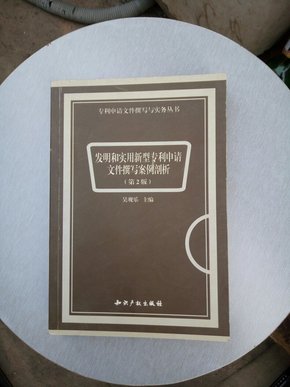 专利申请文件撰写与实务丛书
发明和实用新型专利申请
文件撰写案例剖析
（第2版）
吴观乐 主编
知识产权出版社